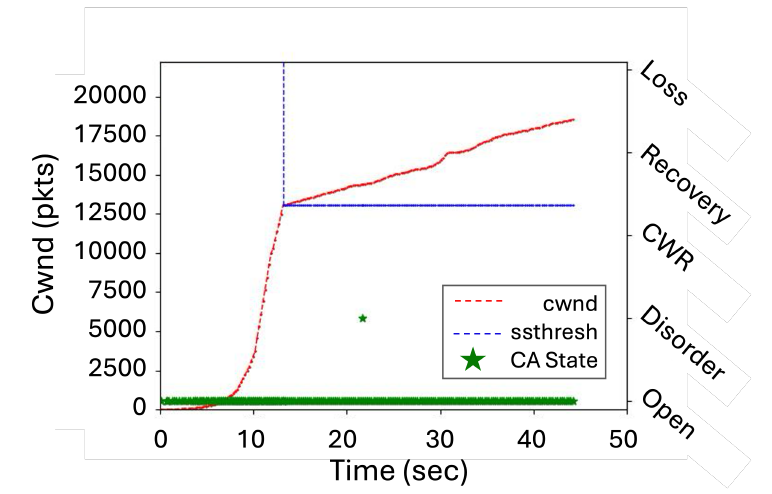 20000
17500
15000
12500
10000
7500
5000
2500
0
Cwnd (pkts)
0 10 20 30 40 50
Time (sec)
Loss
Recovery
CWR
Disorder
Open
cwnd
ssthresh
CA State